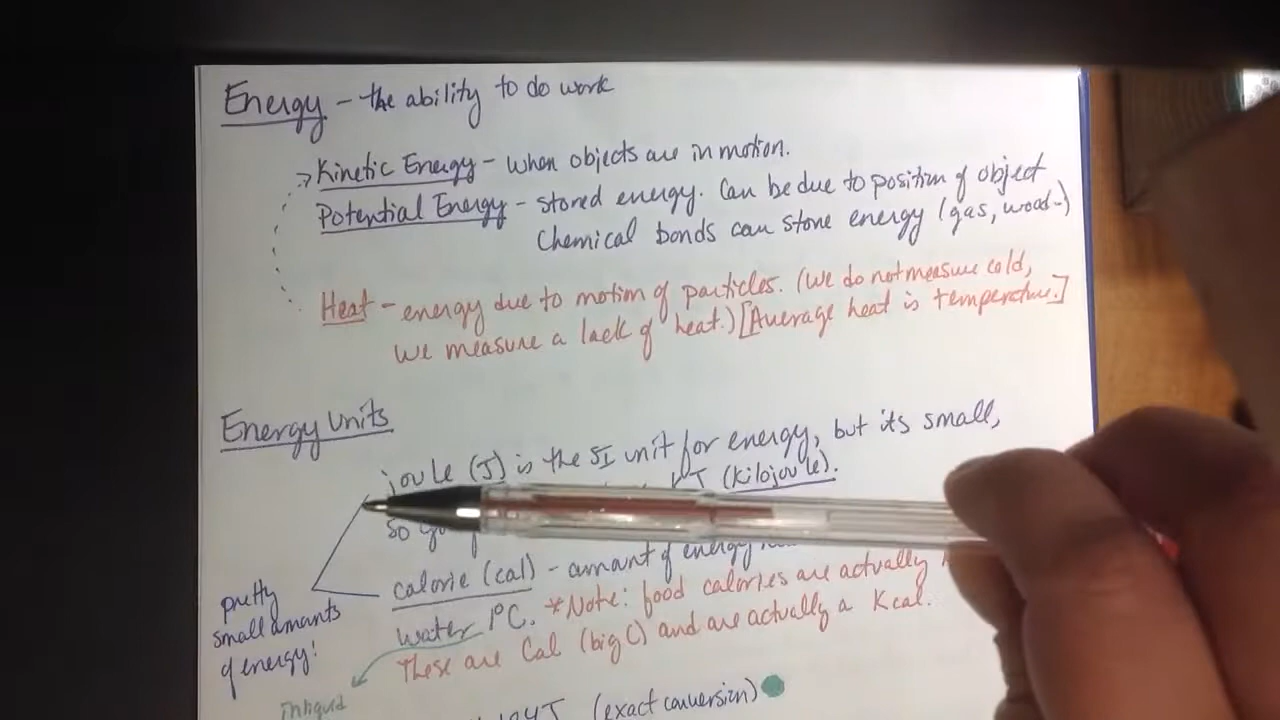 Energy - the ability to do work
Kinetic Energy - when objects are in motion.
Potential Energy - stored energy. Can be due to position of object
Chemical bonds can store energy (gas, wood-)
Heat - energy due to motion of particles. (We do not measure cold,
we measure a lack of heat.) [Average heat is temperature.]
Energy Units
joule (J) is the SI unit for energy, but its small,
so kJ (kilojoule).
calorie (cal) - amount of energy
water 1°C. *Note: food calories are actually
These are Cal (big C) and are actually a Kcal.
pretty
small amounts
of energy!
in liquid
(exact conversion)